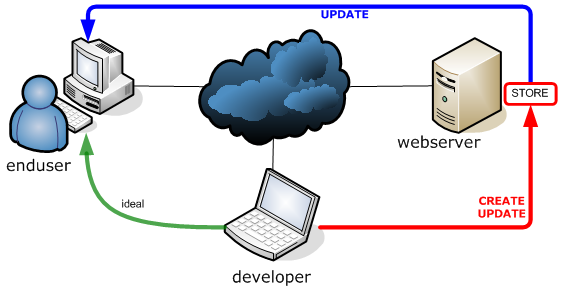 UPDATE
STORE
webserver
enduser
ideal
CREATE
UPDATE
developer